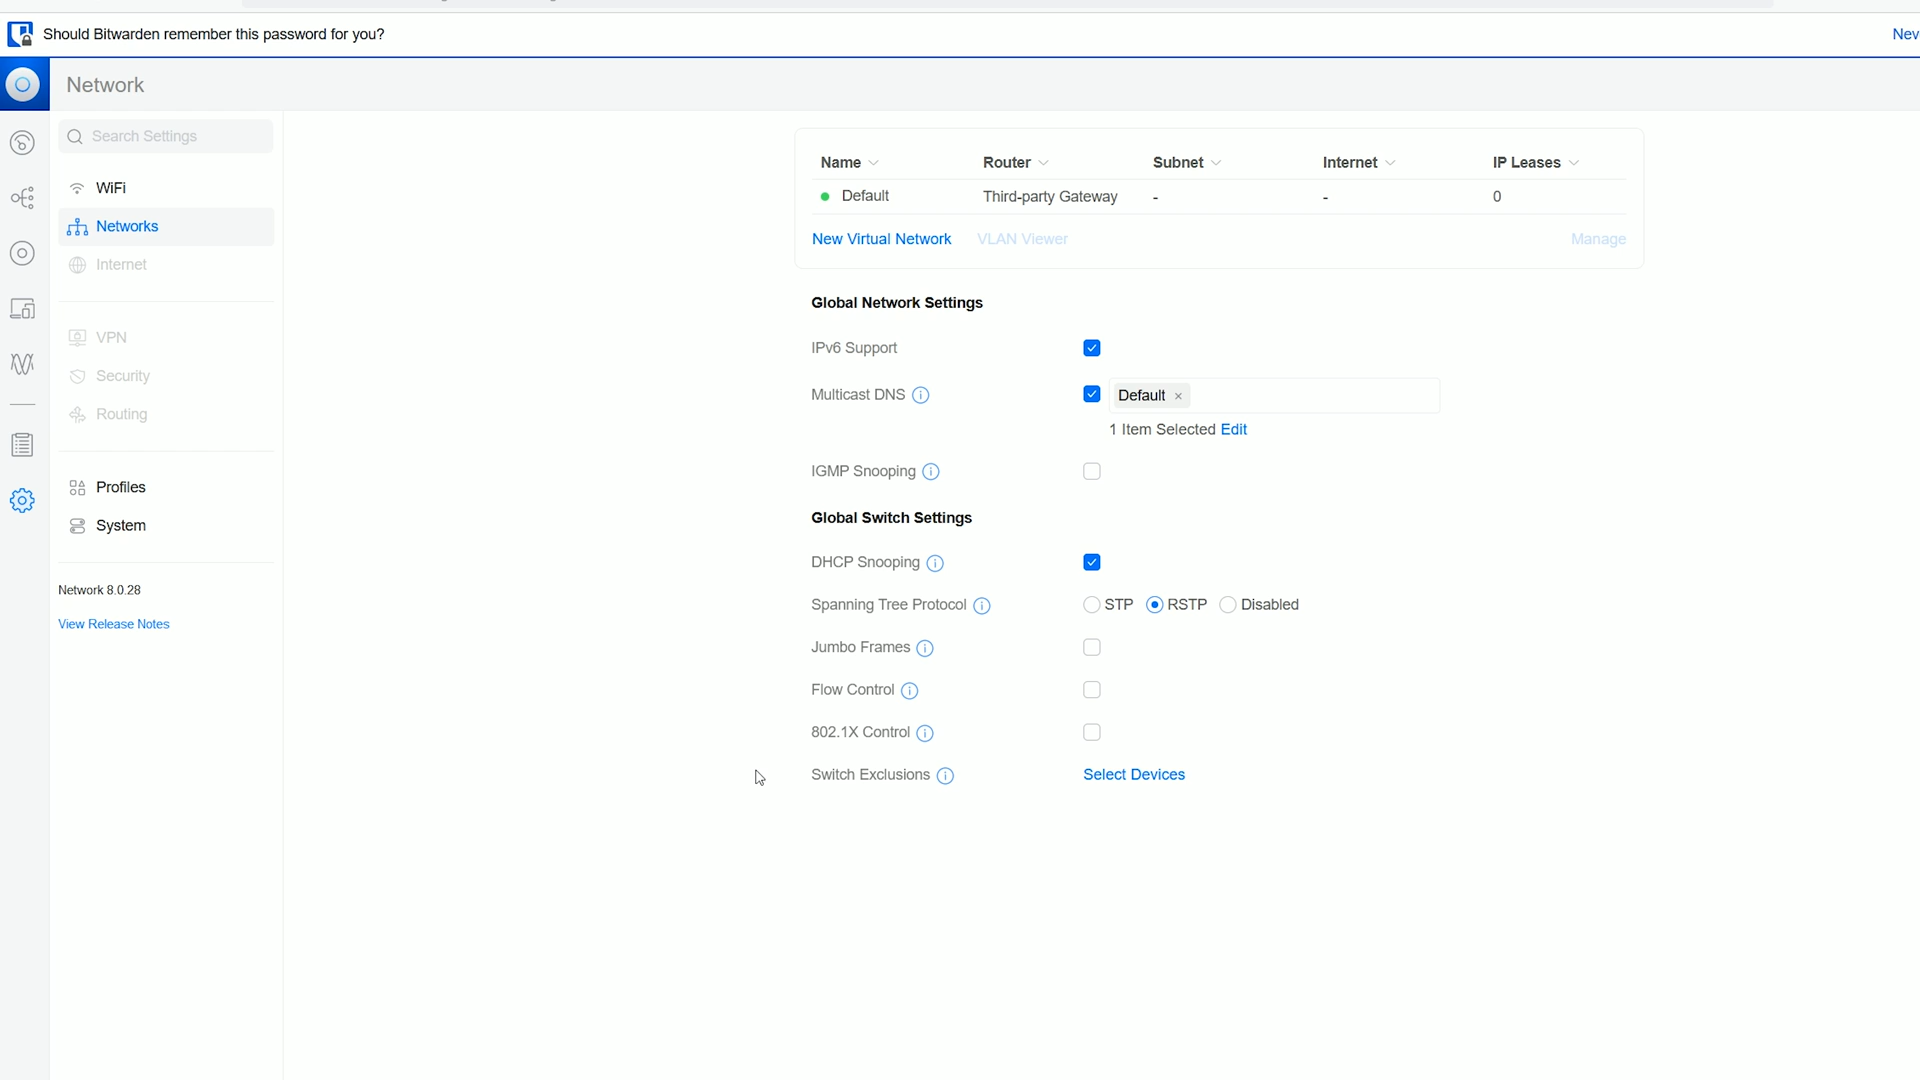 Should Bitwarden remember this password for you?
Nev
Network
Search Settings
WiFi
Networks
Internet
VPN
Security
Routing
Profiles
System
Network 8.0.28
View Release Notes
Name Router Subnet Internet IP Leases
Default Third-party Gateway - - 0
New Virtual Network VLAN Viewer Manage
Global Network Settings
IPv6 Support
Multicast DNS Default ×
1 Item Selected Edit
IGMP Snooping
Global Switch Settings
DHCP Snooping
Spanning Tree Protocol STP RSTP Disabled
Jumbo Frames
Flow Control
802.1X Control
Switch Exclusions Select Devices